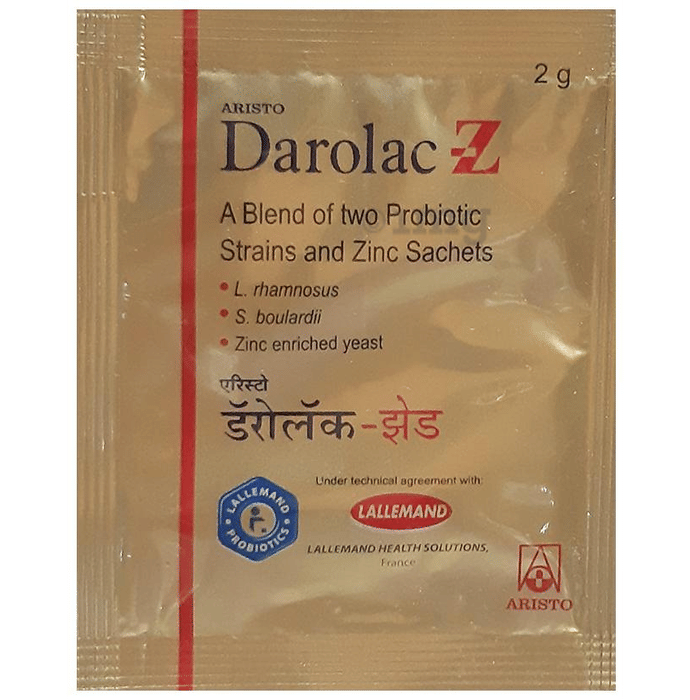 2 g
ARISTO
Darolac-Z
A Blend of two Probiotic
Strains and Zinc Sachets
• L. rhamnosus
• S. boulardii
• Zinc enriched yeast
एरिस्टो
डॅरोलॅक-झेड
Under technical agreement with:
LALLEMAND
PROBIOTICS
LALLEMAND
LALLEMAND HEALTH SOLUTIONS,
France
ARISTO